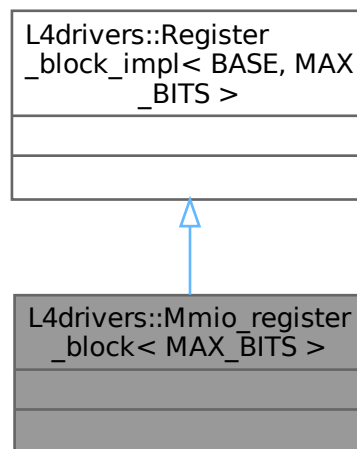 L4drivers::Register
_block_impl< BASE, MAX
_BITS >
L4drivers::Mmio_register
_block< MAX_BITS >